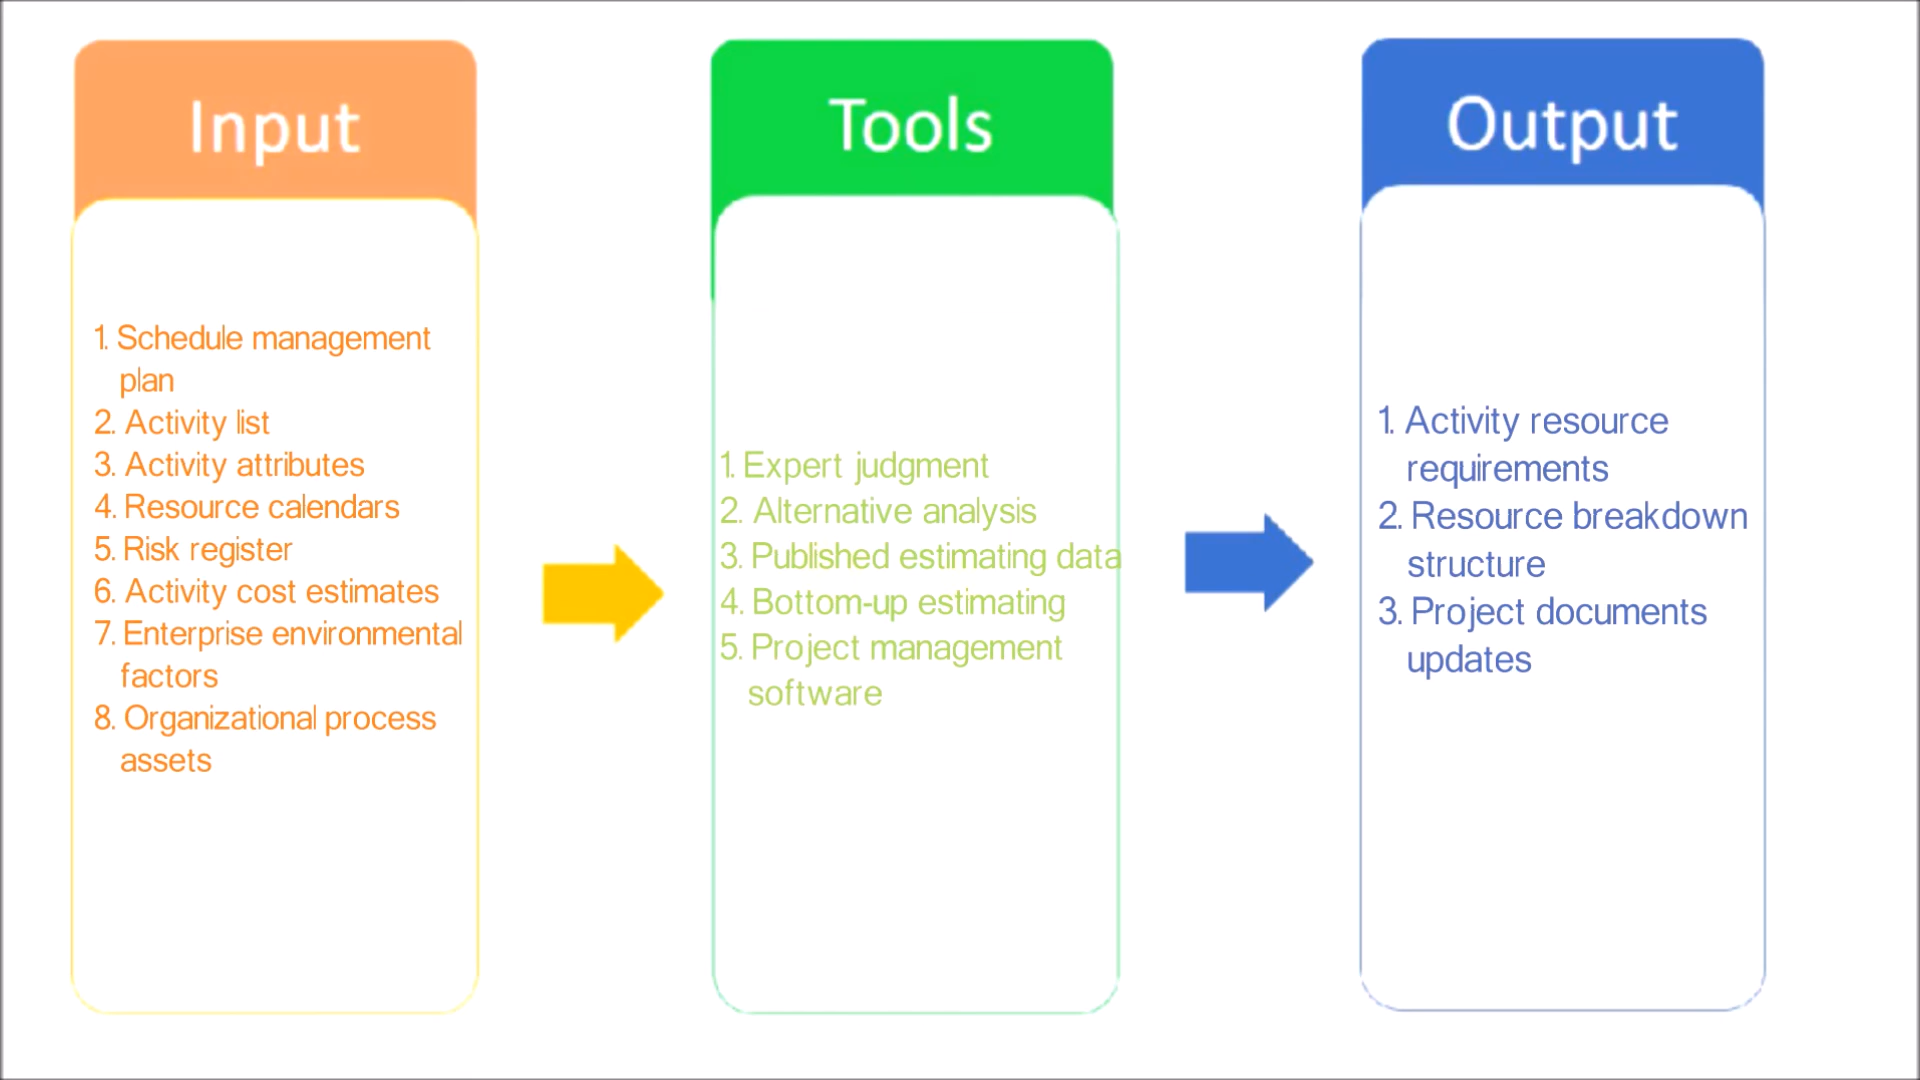 Input
1. Schedule management
plan
2. Activity list
3. Activity attributes
4. Resource calendars
5. Risk register
6. Activity cost estimates
7. Enterprise environmental
factors
8. Organizational process
assets
Tools
1. Expert judgment
2. Alternative analysis
3. Published estimating data
4. Bottom-up estimating
5. Project management
software
Output
1. Activity resource
requirements
2. Resource breakdown
structure
3. Project documents
updates